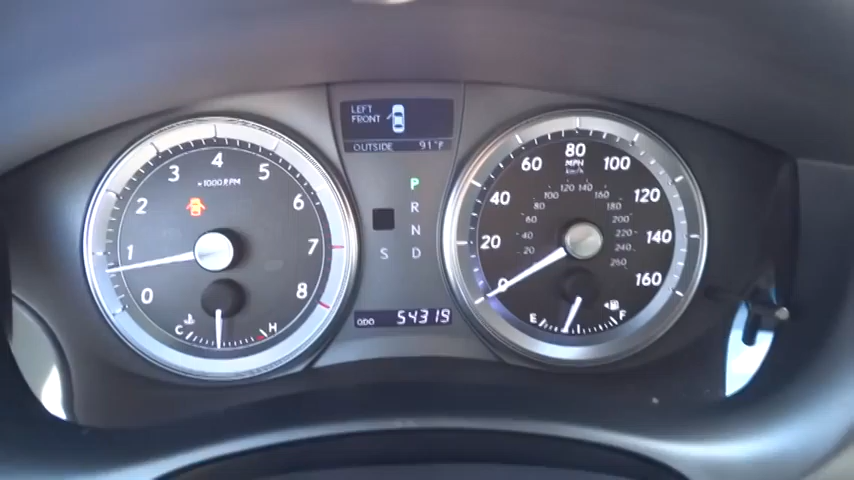 LEFT
FRONT
OUTSIDE 91°F
P
R
N
S D
ODO 54319
0 1 2 3 4 5 6 7 8
×1000 RPM
C H
0 20 40 60 80 100 120 140 160
MPH
km/h
20 40 60 80 100 120 140 160 180 200 220 240 260
E F